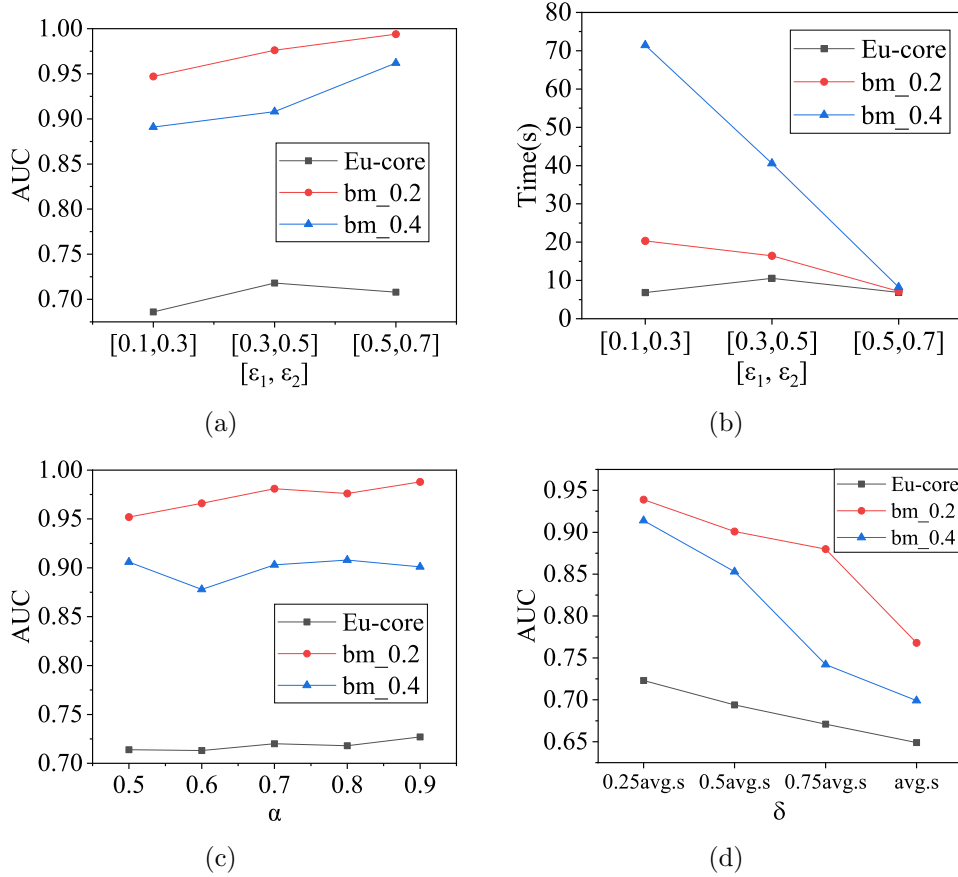 1.00
0.95
0.90
0.85
0.80
0.75
0.70
AUC
Eu-core
bm_0.2
bm_0.4
[0.1,0.3]
[0.3,0.5]
[0.5,0.7]
[ε1, ε2]
(a)
80
70
60
50
40
30
20
10
0
Time(s)
Eu-core
bm_0.2
bm_0.4
[0.1,0.3]
[0.3,0.5]
[0.5,0.7]
[ε1, ε2]
(b)
1.00
0.95
0.90
0.85
0.80
0.75
0.70
AUC
Eu-core
bm_0.2
bm_0.4
0.5
0.6
0.7
0.8
0.9
α
(c)
0.95
0.90
0.85
0.80
0.75
0.70
0.65
AUC
Eu-core
bm_0.2
bm_0.4
0.25avg.s
0.5avg.s
0.75avg.s
avg.s
δ
(d)